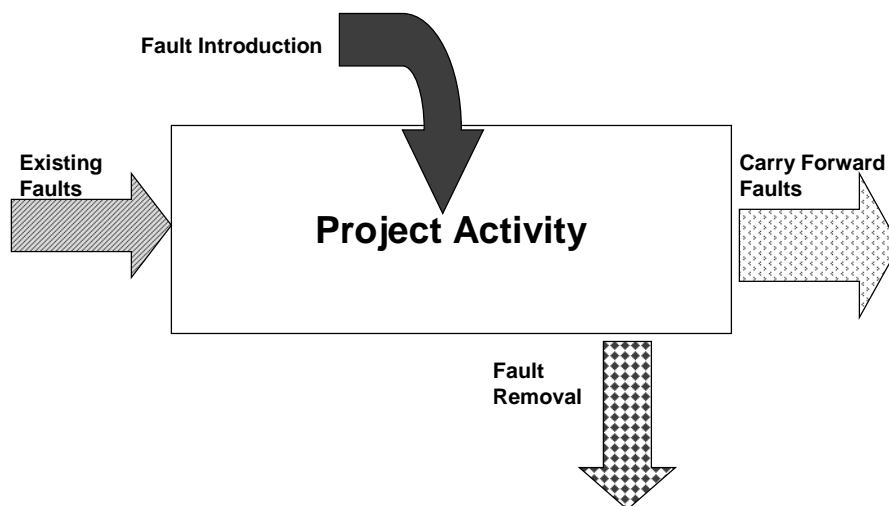 Fault Introduction
Existing
Faults
Carry Forward
Faults
Project Activity
Fault
Removal